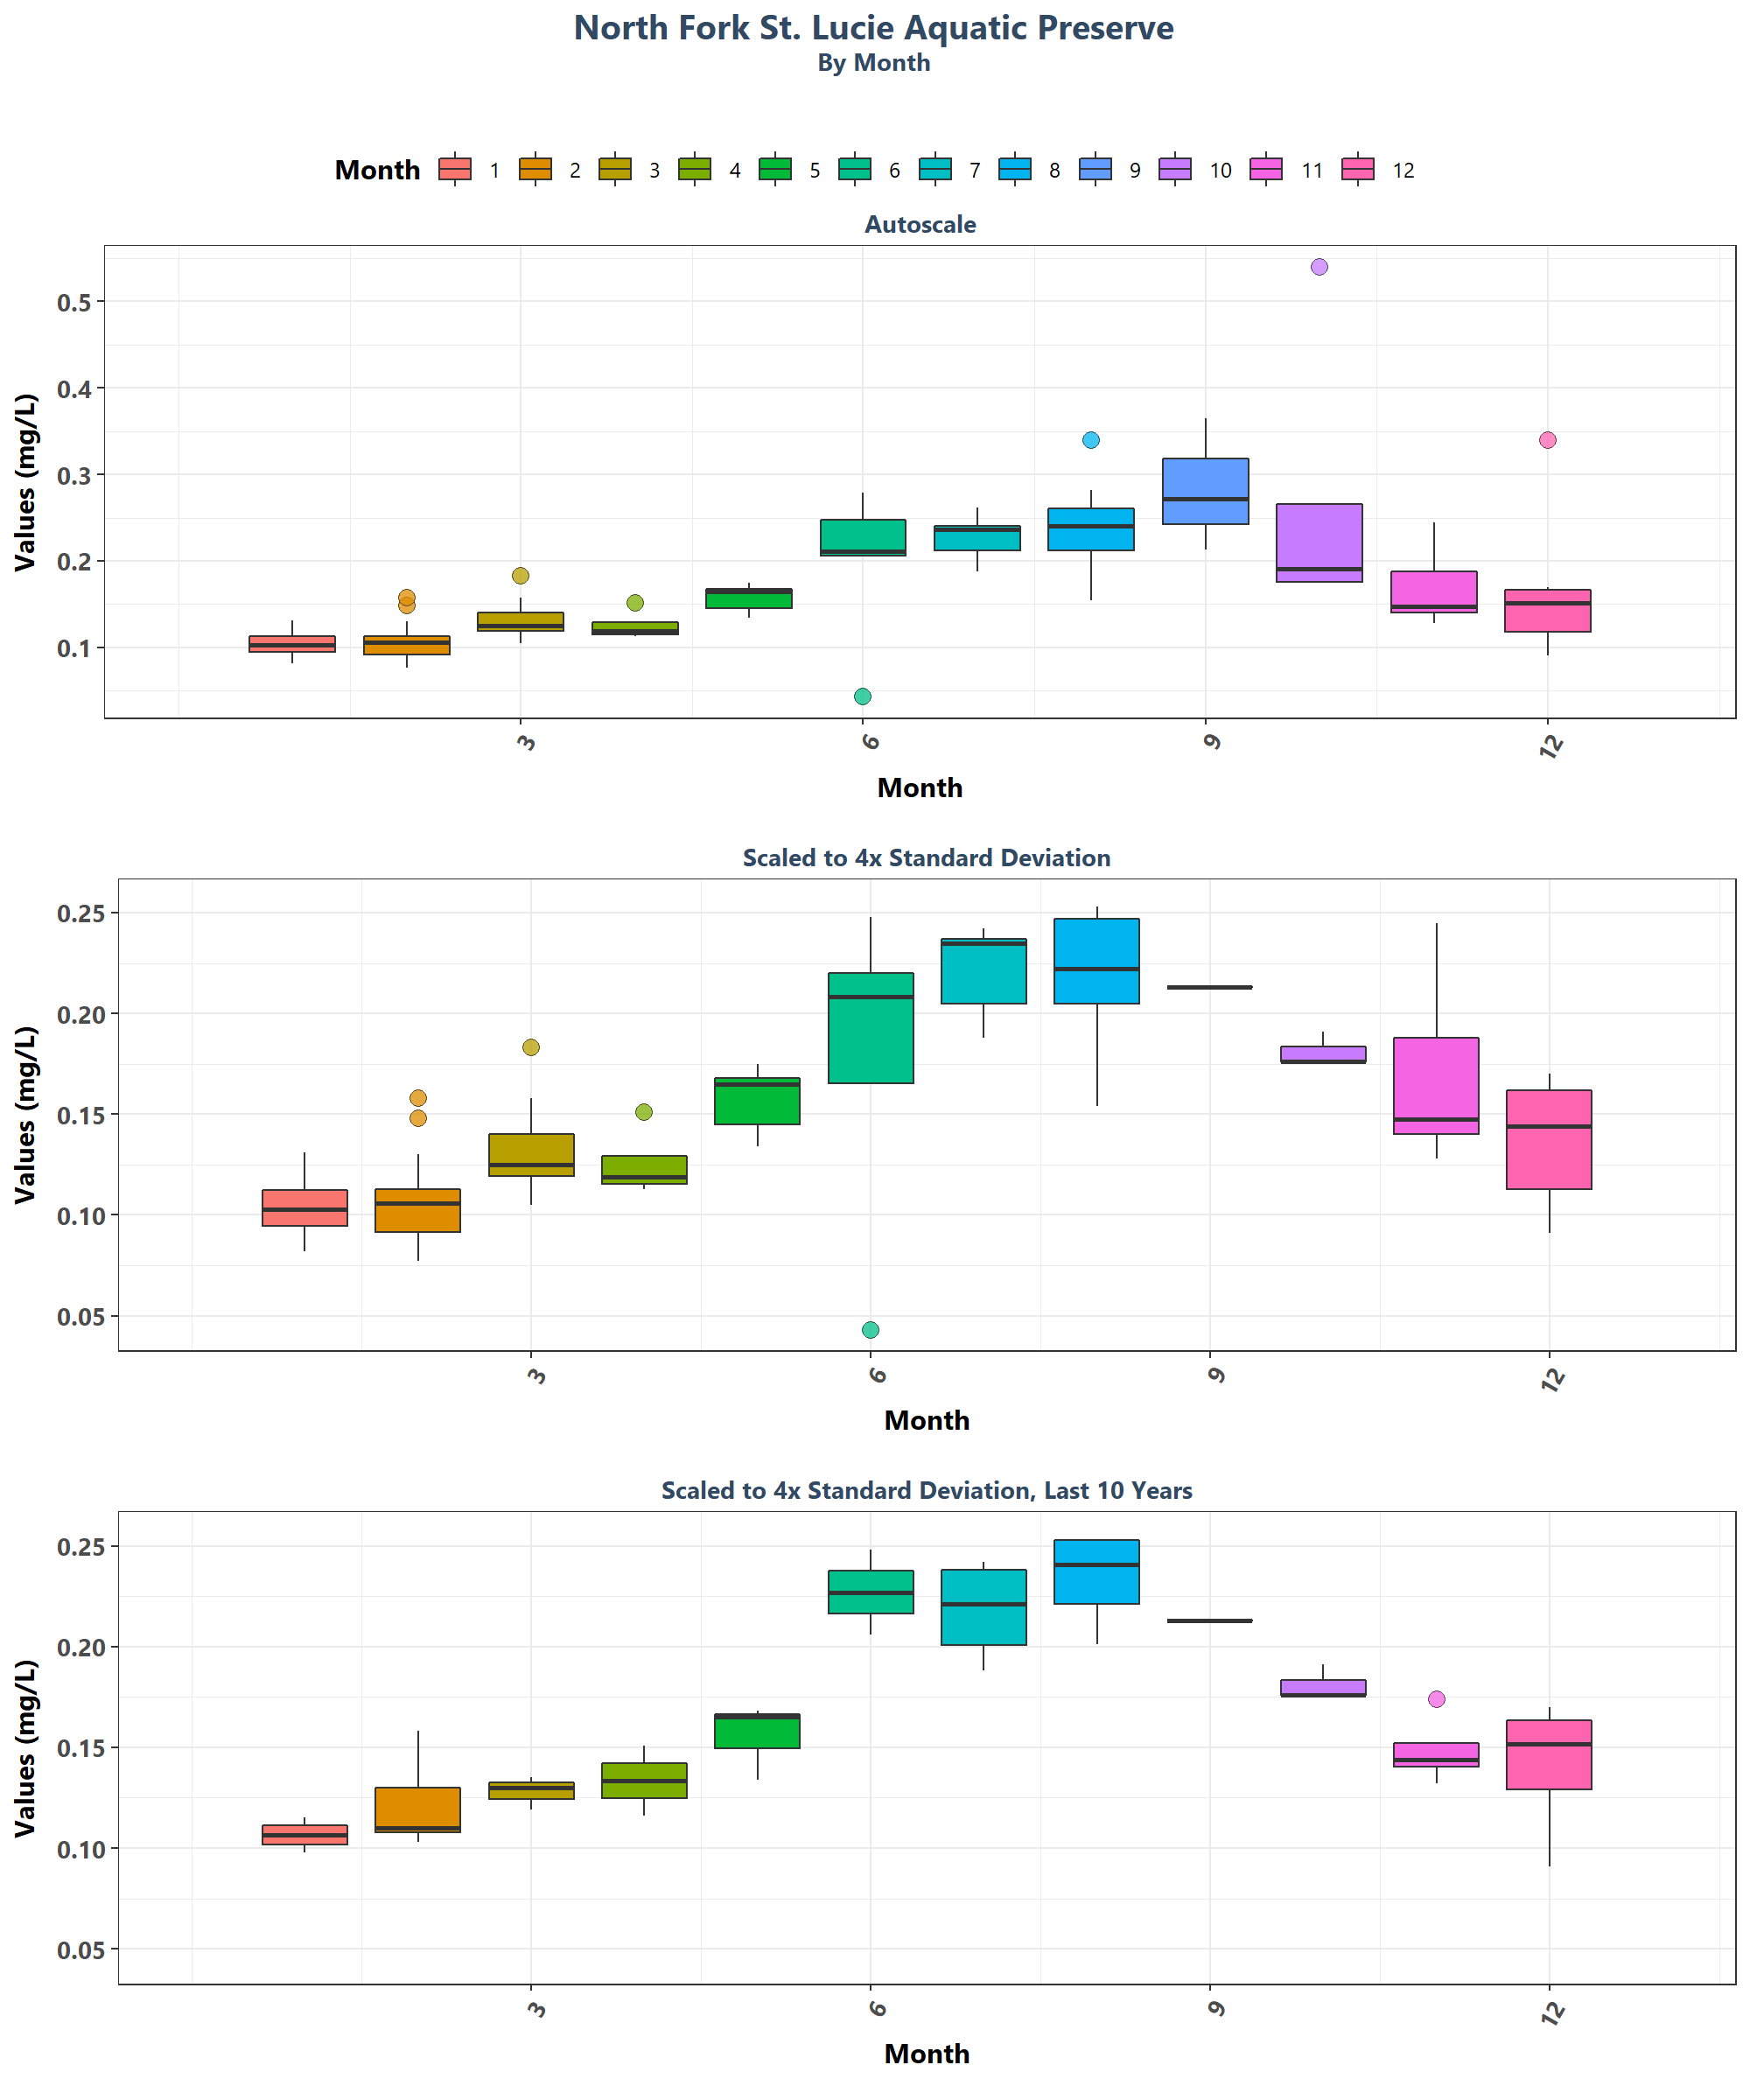 North Fork St. Lucie Aquatic Preserve
By Month
Month 1 2 3 4 5 6 7 8 9 10 11 12
Autoscale
Values (mg/L)
0.5
0.4
0.3
0.2
0.1
3 6 9 12
Month
Scaled to 4x Standard Deviation
Values (mg/L)
0.25
0.20
0.15
0.10
0.05
3 6 9 12
Month
Scaled to 4x Standard Deviation, Last 10 Years
Values (mg/L)
0.25
0.20
0.15
0.10
0.05
3 6 9 12
Month